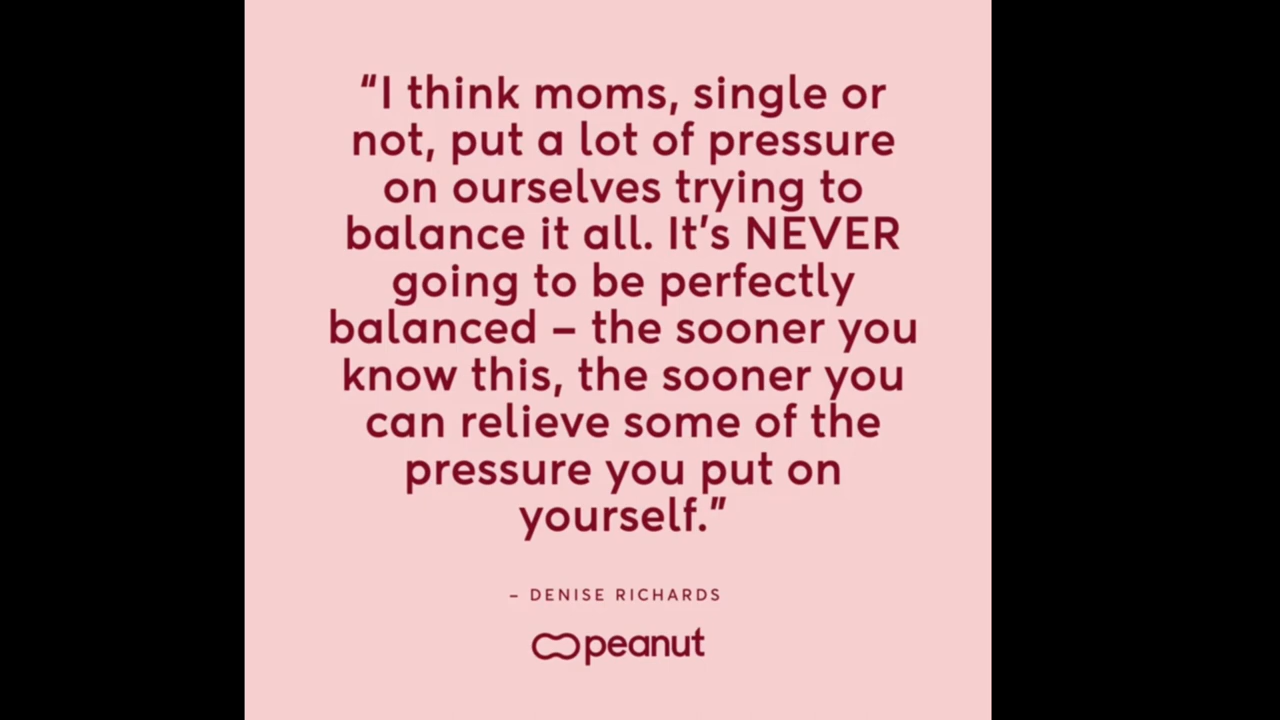 “I think moms, single or
not, put a lot of pressure
on ourselves trying to
balance it all. It’s NEVER
going to be perfectly
balanced – the sooner you
know this, the sooner you
can relieve some of the
pressure you put on
yourself.”
– DENISE RICHARDS
peanut